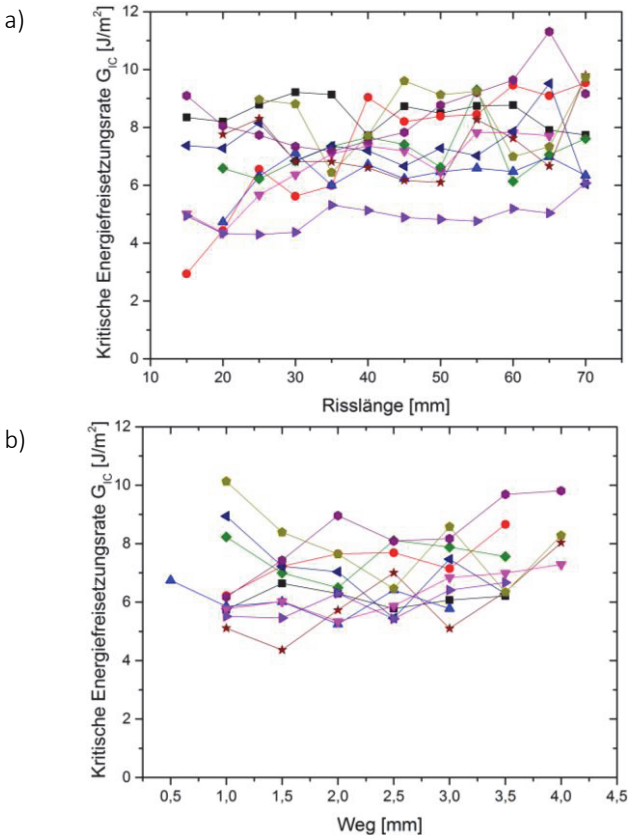 a)
Kritische Energiefreisetzungsrate G_IC [J/m²]
12
10
8
6
4
2
0
10 20 30 40 50 60 70
Risslänge [mm]
b)
Kritische Energiefreisetzungsrate G_IC [J/m²]
12
10
8
6
4
2
0
0,5 1,0 1,5 2,0 2,5 3,0 3,5 4,0 4,5
Weg [mm]